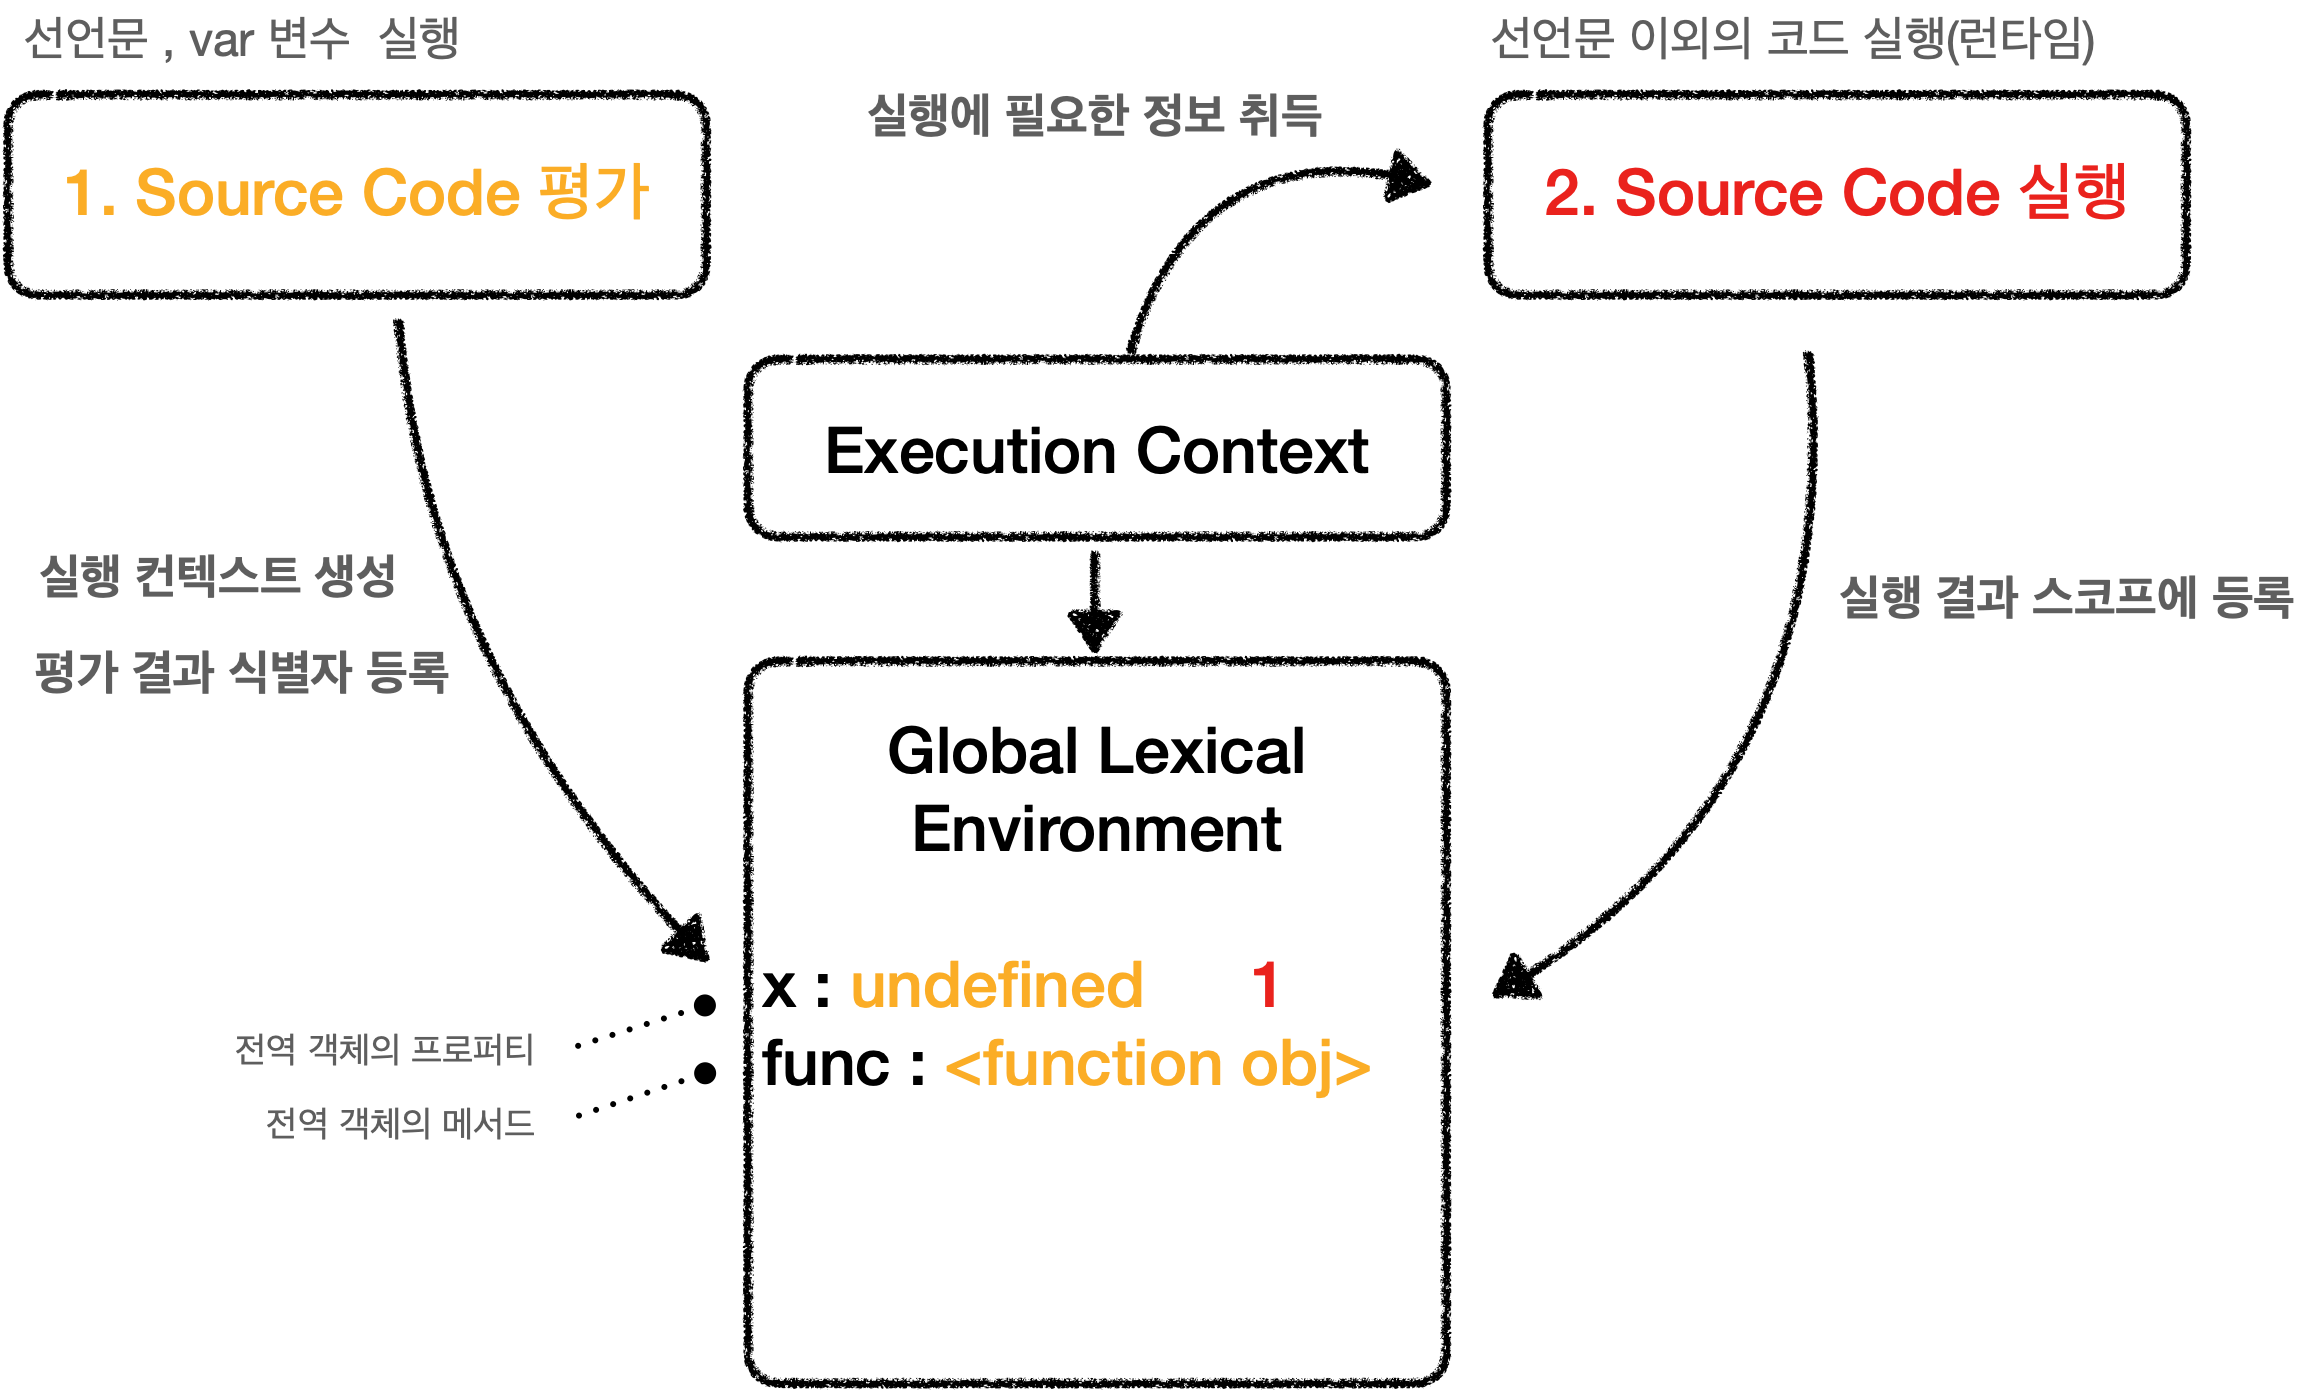 선언문 , var 변수  실행
1. Source Code 평가
실행에 필요한 정보 취득
선언문 이외의 코드 실행(런타임)
2. Source Code 실행
Execution Context
실행 컨텍스트 생성
평가 결과 식별자 등록
실행 결과 스코프에 등록
Global Lexical
Environment
x : undefined 1
func : <function obj>
전역 객체의 프로퍼티
전역 객체의 메서드